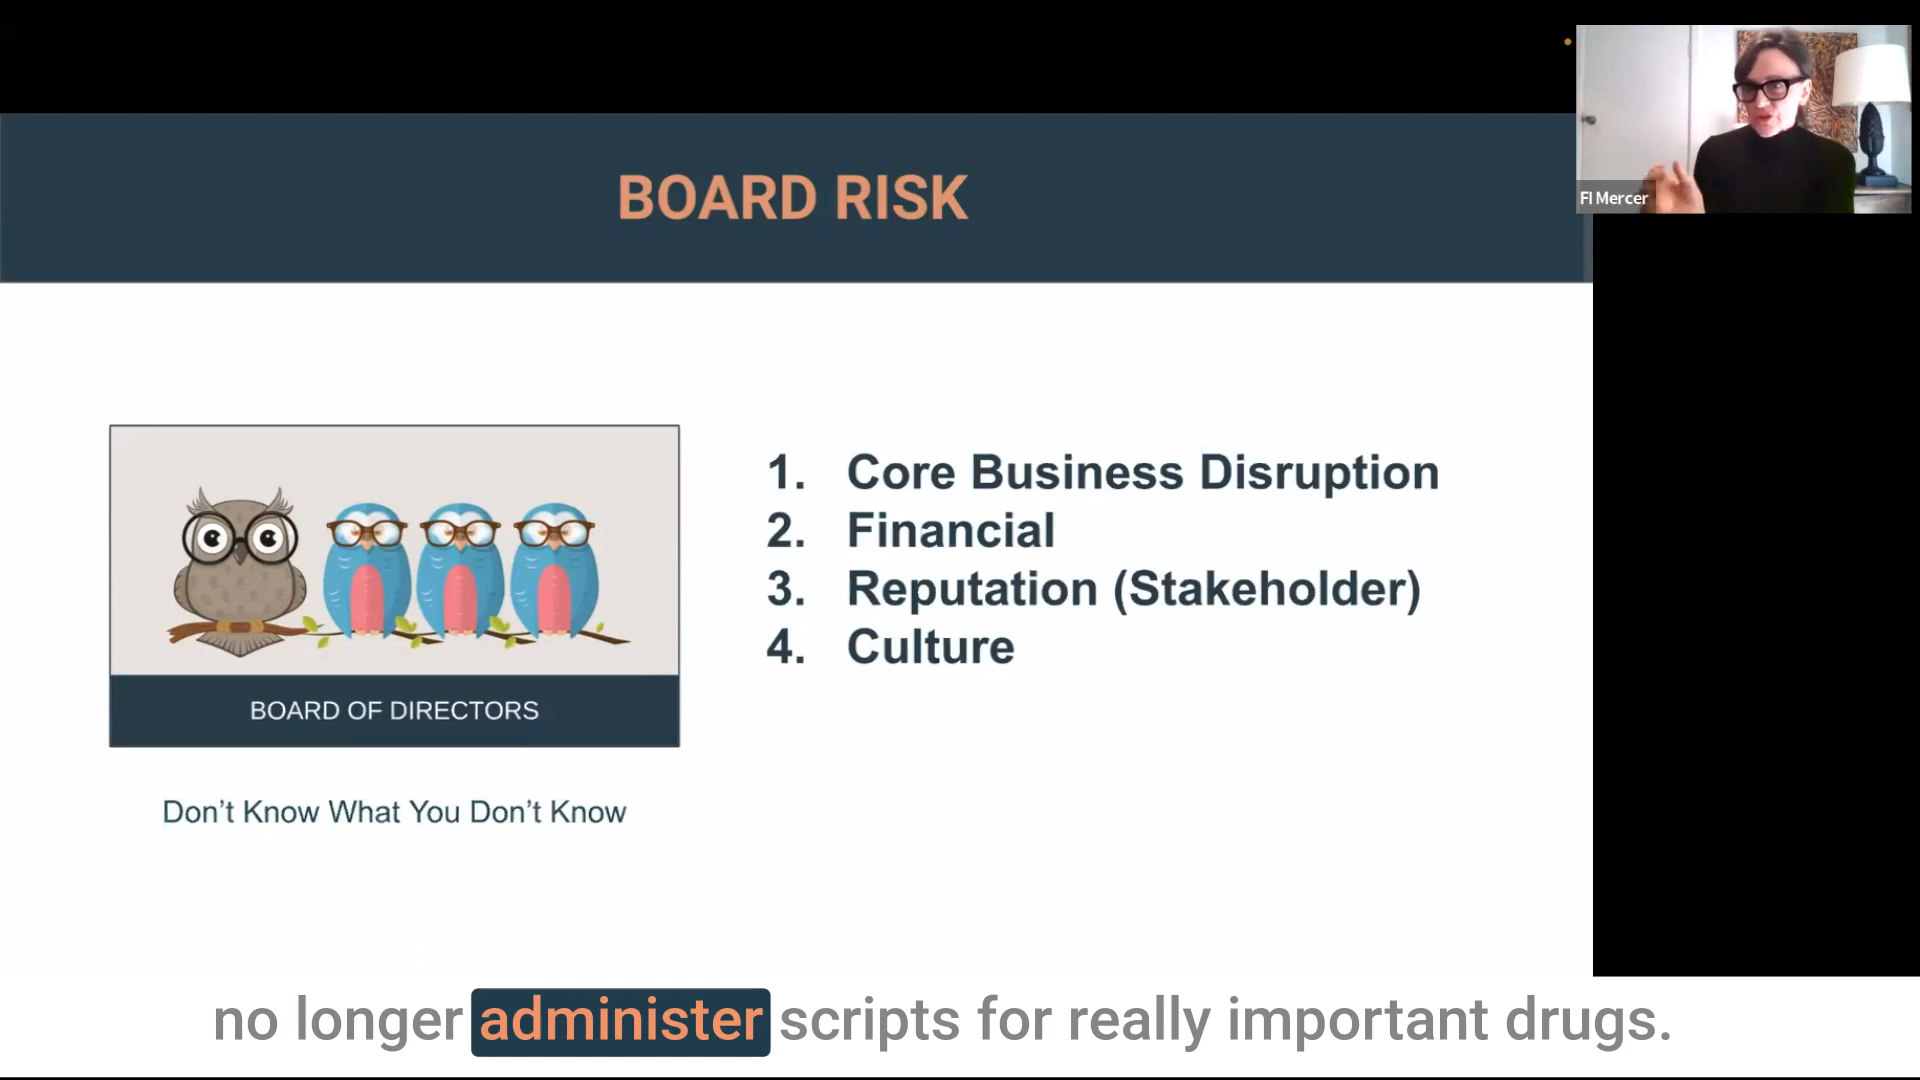 FI Mercer
BOARD RISK
1. Core Business Disruption
2. Financial
3. Reputation (Stakeholder)
4. Culture
BOARD OF DIRECTORS
Don’t Know What You Don’t Know
no longer administer scripts for really important drugs.